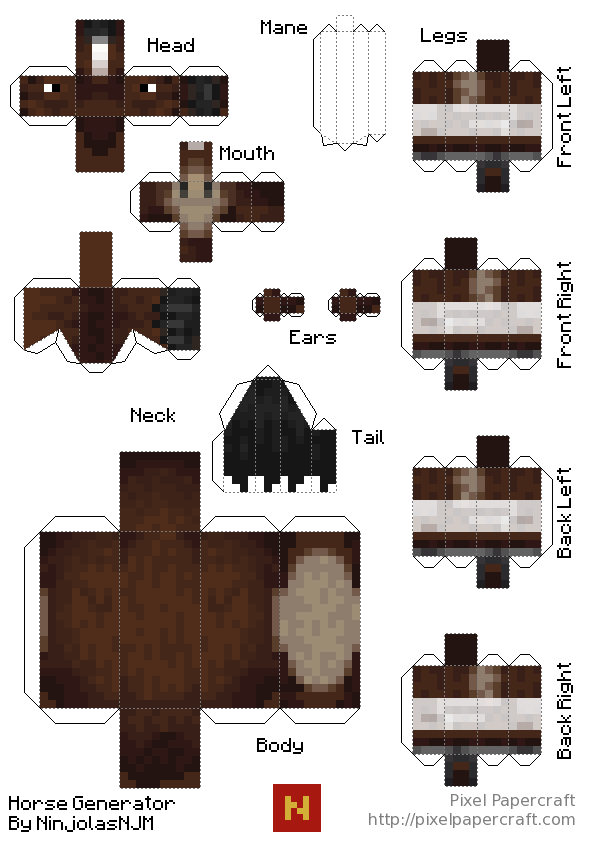 Head
Mane
Legs
Front Left
Mouth
Front Right
Ears
Neck
Tail
Back Left
Body
Back Right
Horse Generator
By NinjolasNJM
N
Pixel Papercraft
http://pixelpapercraft.com